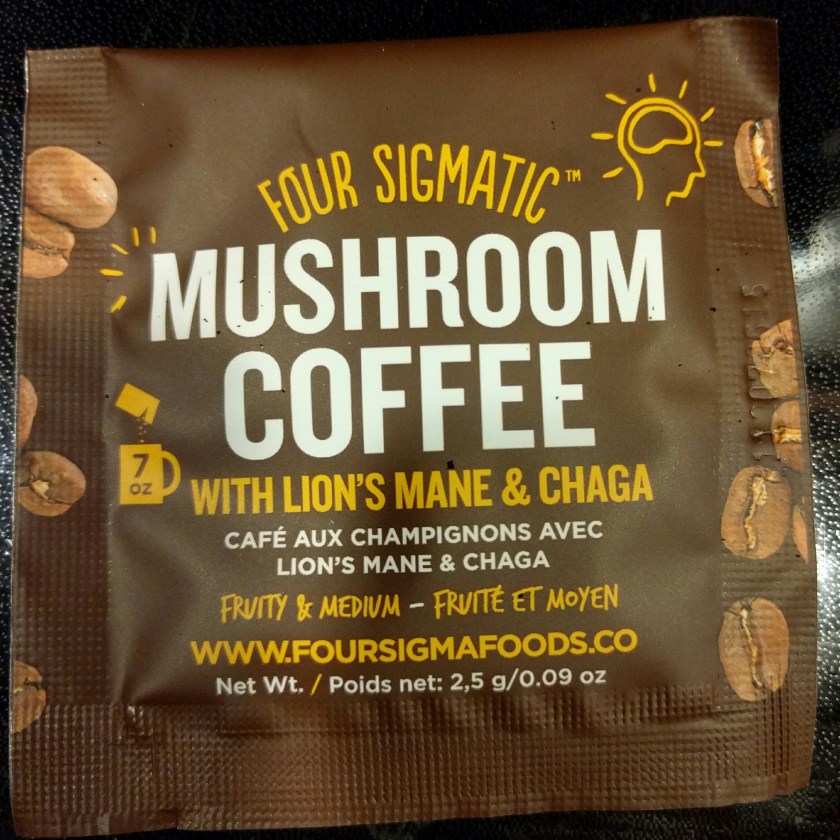 FOUR SIGMATIC™
MUSHROOM
COFFEE
7
OZ
WITH LION'S MANE & CHAGA
CAFÉ AUX CHAMPIGNONS AVEC
LION'S MANE & CHAGA
FRUITY & MEDIUM – FRUITÉ ET MOYEN
WWW.FOURSIGMAFOODS.CO
Net Wt. / Poids net: 2,5 g/0.09 oz